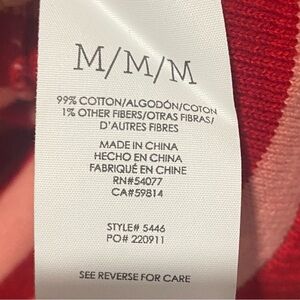 M/M/M
99% COTTON/ALGODÓN/COTON
1% OTHER FIBERS/OTRAS FIBRAS/
D'AUTRES FIBRES
MADE IN CHINA
HECHO EN CHINA
FABRIQUÉ EN CHINE
RN#54077
CA#59814
STYLE# 5446
PO# 220911
SEE REVERSE FOR CARE